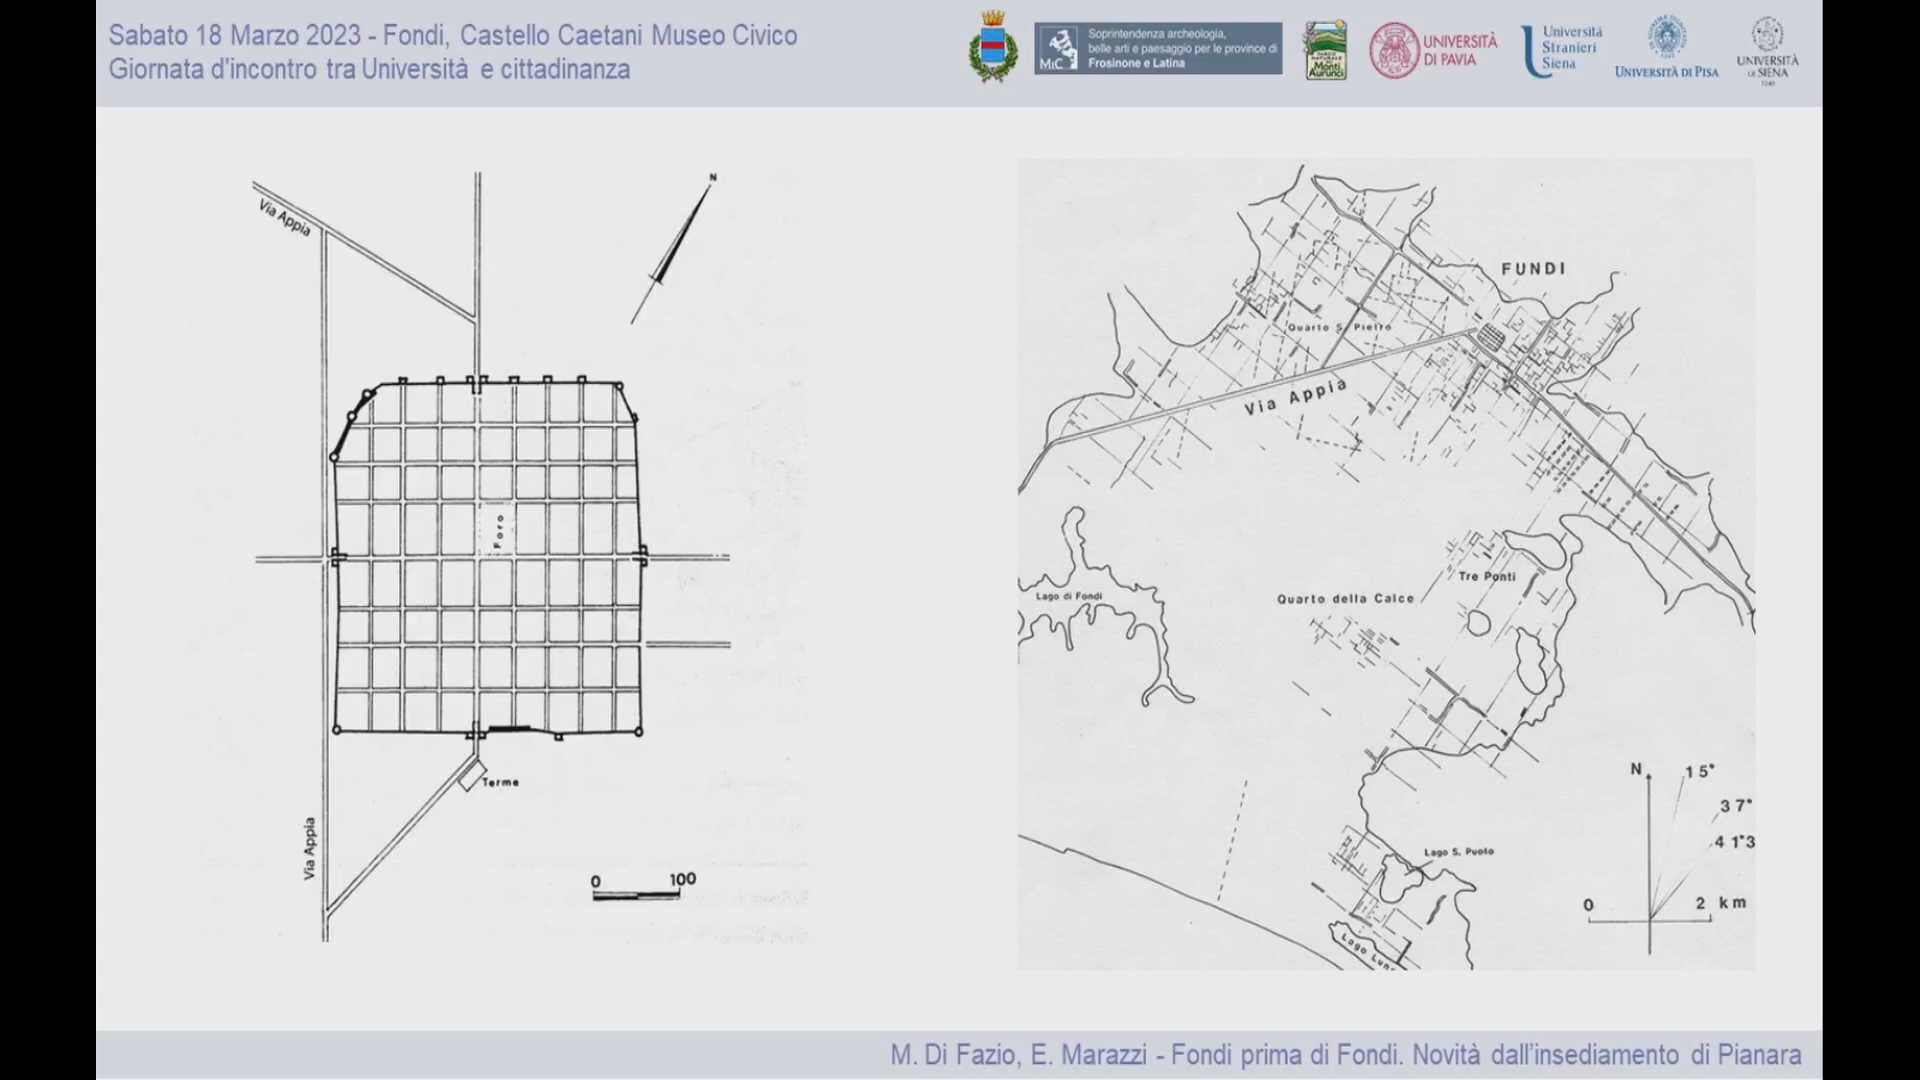 Sabato 18 Marzo 2023 - Fondi, Castello Caetani Museo Civico
Giornata d'incontro tra Università e cittadinanza
MiC
Soprintendenza archeologia,
belle arti e paesaggio per le province di
Frosinone e Latina
Monti
Aurunci
UNIVERSITÀ
DI PAVIA
Università
Stranieri
Siena
UNIVERSITÀ DI PISA
UNIVERSITÀ
DI SIENA
1240
N
Via Appia
Foro
Terme
Via Appia
0 100
FUNDI
Quarto S. Pietro
Via Appia
Lago di Fondi
Tre Ponti
Quarto della Calce
Lago S. Puoto
N
15°
37°
41°3
0 2 km
M. Di Fazio, E. Marazzi - Fondi prima di Fondi. Novità dall'insediamento di Pianara